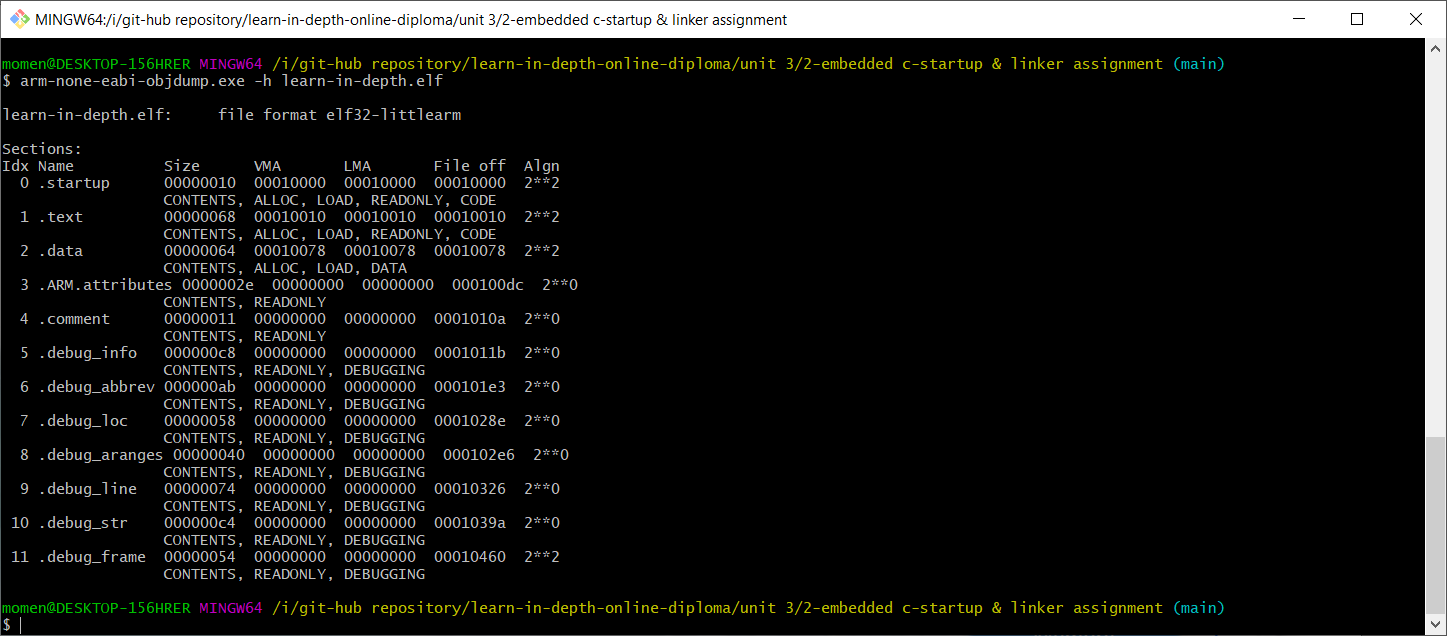 MINGW64:/i/git-hub repository/learn-in-depth-online-diploma/unit 3/2-embedded c-startup & linker assignment
momen@DESKTOP-156HRER MINGW64 /i/git-hub repository/learn-in-depth-online-diploma/unit 3/2-embedded c-startup & linker assignment (main)
$ arm-none-eabi-objdump.exe -h learn-in-depth.elf
learn-in-depth.elf:     file format elf32-littlearm
Sections:
Idx Name          Size      VMA       LMA       File off  Algn
  0 .startup      00000010  00010000  00010000  00010000  2**2
                  CONTENTS, ALLOC, LOAD, READONLY, CODE
  1 .text         00000068  00010010  00010010  00010010  2**2
                  CONTENTS, ALLOC, LOAD, READONLY, CODE
  2 .data         00000064  00010078  00010078  00010078  2**2
                  CONTENTS, ALLOC, LOAD, DATA
  3 .ARM.attributes 0000002e  00000000  00000000  000100dc  2**0
                  CONTENTS, READONLY
  4 .comment      00000011  00000000  00000000  0001010a  2**0
                  CONTENTS, READONLY
  5 .debug_info   000000c8  00000000  00000000  0001011b  2**0
                  CONTENTS, READONLY, DEBUGGING
  6 .debug_abbrev 000000ab  00000000  00000000  000101e3  2**0
                  CONTENTS, READONLY, DEBUGGING
  7 .debug_loc    00000058  00000000  00000000  0001028e  2**0
                  CONTENTS, READONLY, DEBUGGING
  8 .debug_aranges 00000040  00000000  00000000  000102e6  2**0
                  CONTENTS, READONLY, DEBUGGING
  9 .debug_line   00000074  00000000  00000000  00010326  2**0
                  CONTENTS, READONLY, DEBUGGING
 10 .debug_str    000000c4  00000000  00000000  0001039a  2**0
                  CONTENTS, READONLY, DEBUGGING
 11 .debug_frame  00000054  00000000  00000000  00010460  2**2
                  CONTENTS, READONLY, DEBUGGING
momen@DESKTOP-156HRER MINGW64 /i/git-hub repository/learn-in-depth-online-diploma/unit 3/2-embedded c-startup & linker assignment (main)
$